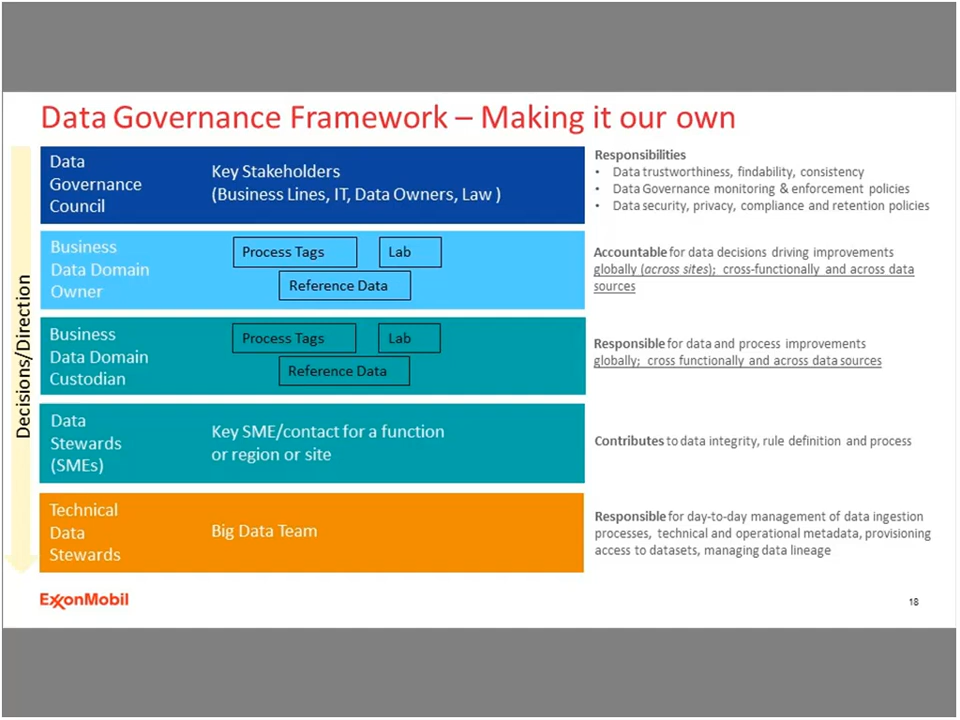 Data Governance Framework – Making it our own
Decisions/Direction
Data
Governance
Council
Key Stakeholders
(Business Lines, IT, Data Owners, Law )
Responsibilities
• Data trustworthiness, findability, consistency
• Data Governance monitoring & enforcement policies
• Data security, privacy, compliance and retention policies
Business
Data Domain
Owner
Process Tags
Lab
Reference Data
Accountable for data decisions driving improvements
globally (across sites); cross-functionally and across data
sources
Business
Data Domain
Custodian
Process Tags
Lab
Reference Data
Responsible for data and process improvements
globally; cross functionally and across data sources
Data
Stewards
(SMEs)
Key SME/contact for a function
or region or site
Contributes to data integrity, rule definition and process
Technical
Data
Stewards
Big Data Team
Responsible for day-to-day management of data ingestion
processes, technical and operational metadata, provisioning
access to datasets, managing data lineage
ExxonMobil
18